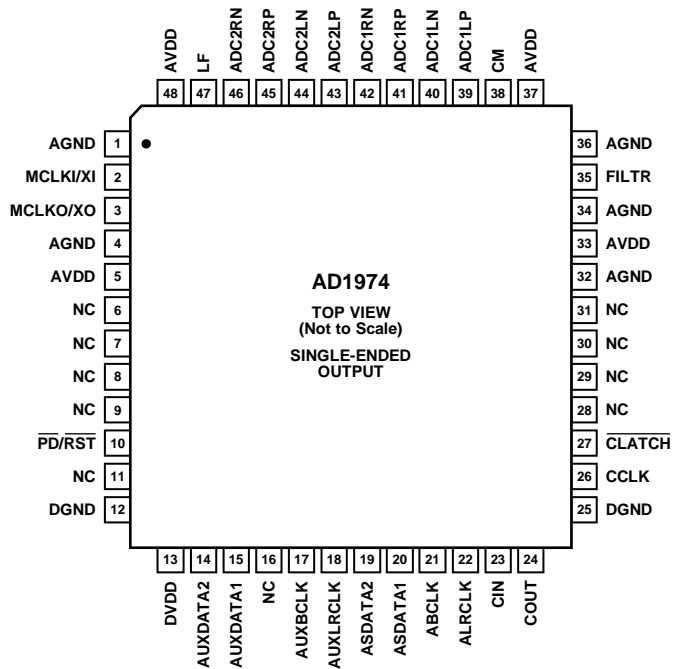 AVDD
LF
ADC2RN
ADC2RP
ADC2LN
ADC2LP
ADC1RN
ADC1RP
ADC1LN
ADC1LP
CM
AVDD
48 47 46 45 44 43 42 41 40 39 38 37
AGND 1
MCLKI/XI 2
MCLKO/XO 3
AGND 4
AVDD 5
NC 6
NC 7
NC 8
NC 9
PD/RST 10
NC 11
DGND 12
AD1974
TOP VIEW
(Not to Scale)
SINGLE-ENDED
OUTPUT
36 AGND
35 FILTR
34 AGND
33 AVDD
32 AGND
31 NC
30 NC
29 NC
28 NC
27 CLATCH
26 CCLK
25 DGND
13 14 15 16 17 18 19 20 21 22 23 24
DVDD
AUXDATA2
AUXDATA1
NC
AUXBCLK
AUXLRCLK
ASDATA2
ASDATA1
ABCLK
ALRCLK
CIN
COUT